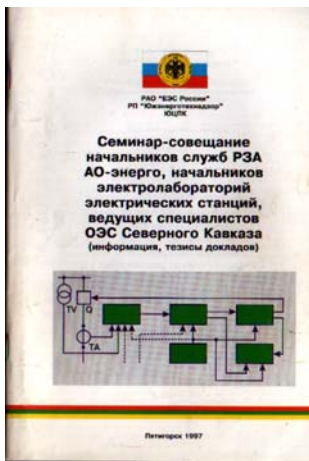 РАО "ЕЭС России"
РП "Южэнерготехнадзор"
ЮЦПК
Семинар-совещание
начальников служб РЗА
АО-энерго, начальников
электролабораторий
электрических станций,
ведущих специалистов
ОЭС Северного Кавказа
(информация, тезисы докладов)
TV Q
TA
Пятигорск 1997